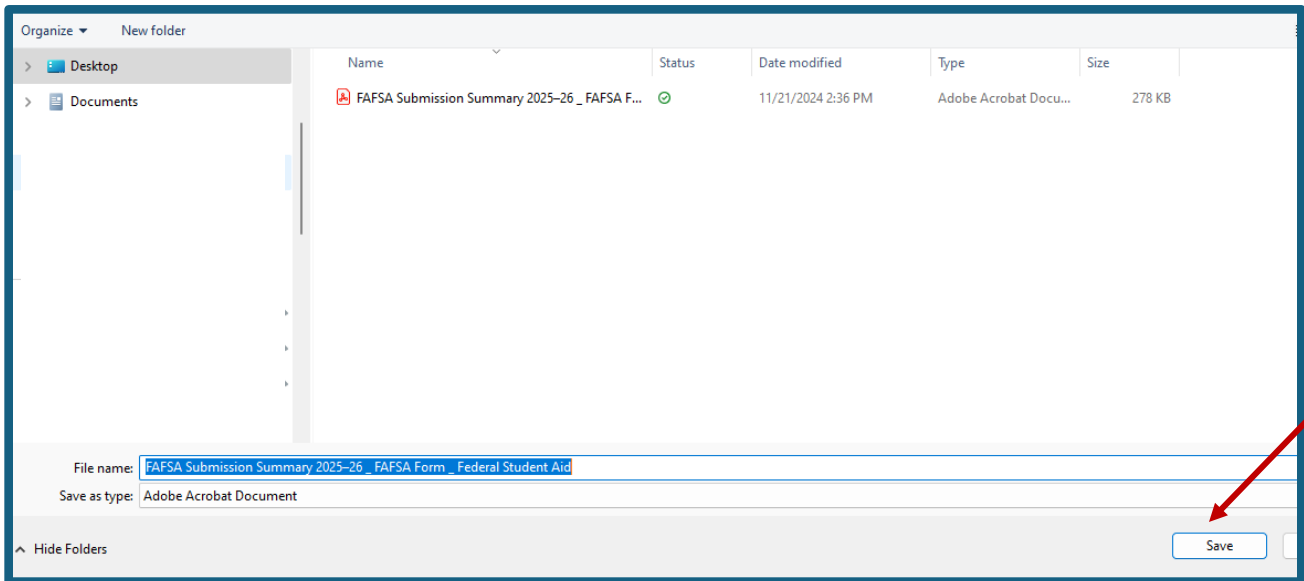 Organize New folder
Desktop
Documents
Name Status Date modified Type Size
FAFSA Submission Summary 2025–26 _ FAFSA F... 11/21/2024 2:36 PM Adobe Acrobat Docu... 278 KB
File name: FAFSA Submission Summary 2025–26 _ FAFSA Form _ Federal Student Aid
Save as type: Adobe Acrobat Document
Hide Folders Save